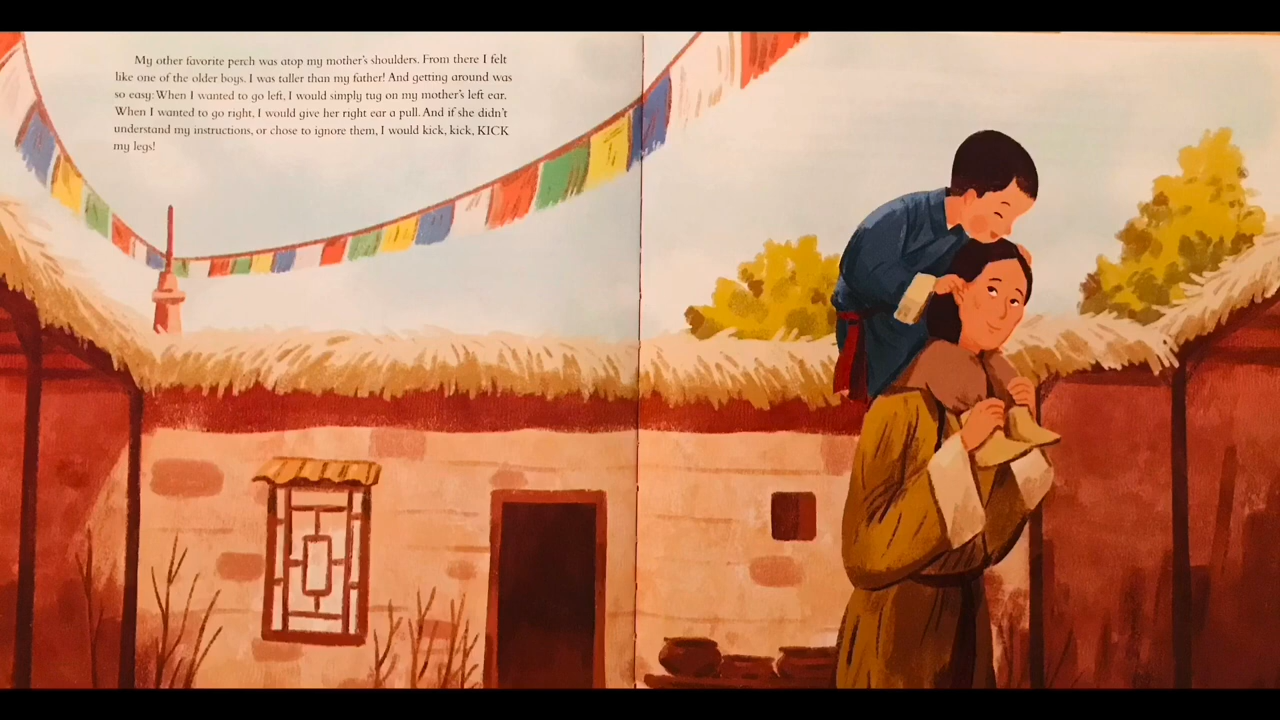 My other favorite perch was atop my mother's shoulders. From there I felt
like one of the older boys. I was taller than my father! And getting around was
so easy: When I wanted to go left, I would simply tug on my mother's left ear.
When I wanted to go right, I would give her right ear a pull. And if she didn't
understand my instructions, or chose to ignore them, I would kick, kick, KICK
my legs!